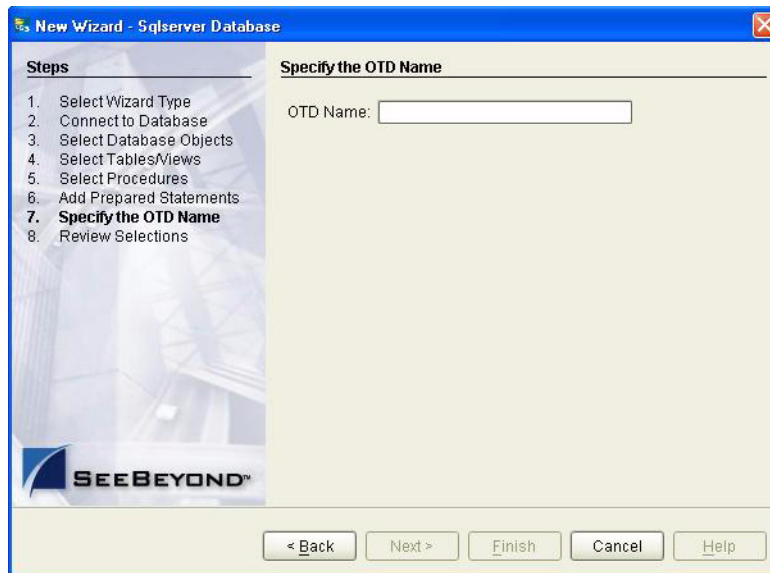 New Wizard - Sqlserver Database
Steps
1. Select Wizard Type
2. Connect to Database
3. Select Database Objects
4. Select Tables/Views
5. Select Procedures
6. Add Prepared Statements
7. Specify the OTD Name
8. Review Selections
SEEBEYOND™
Specify the OTD Name
OTD Name:
< Back
Next >
Finish
Cancel
Help